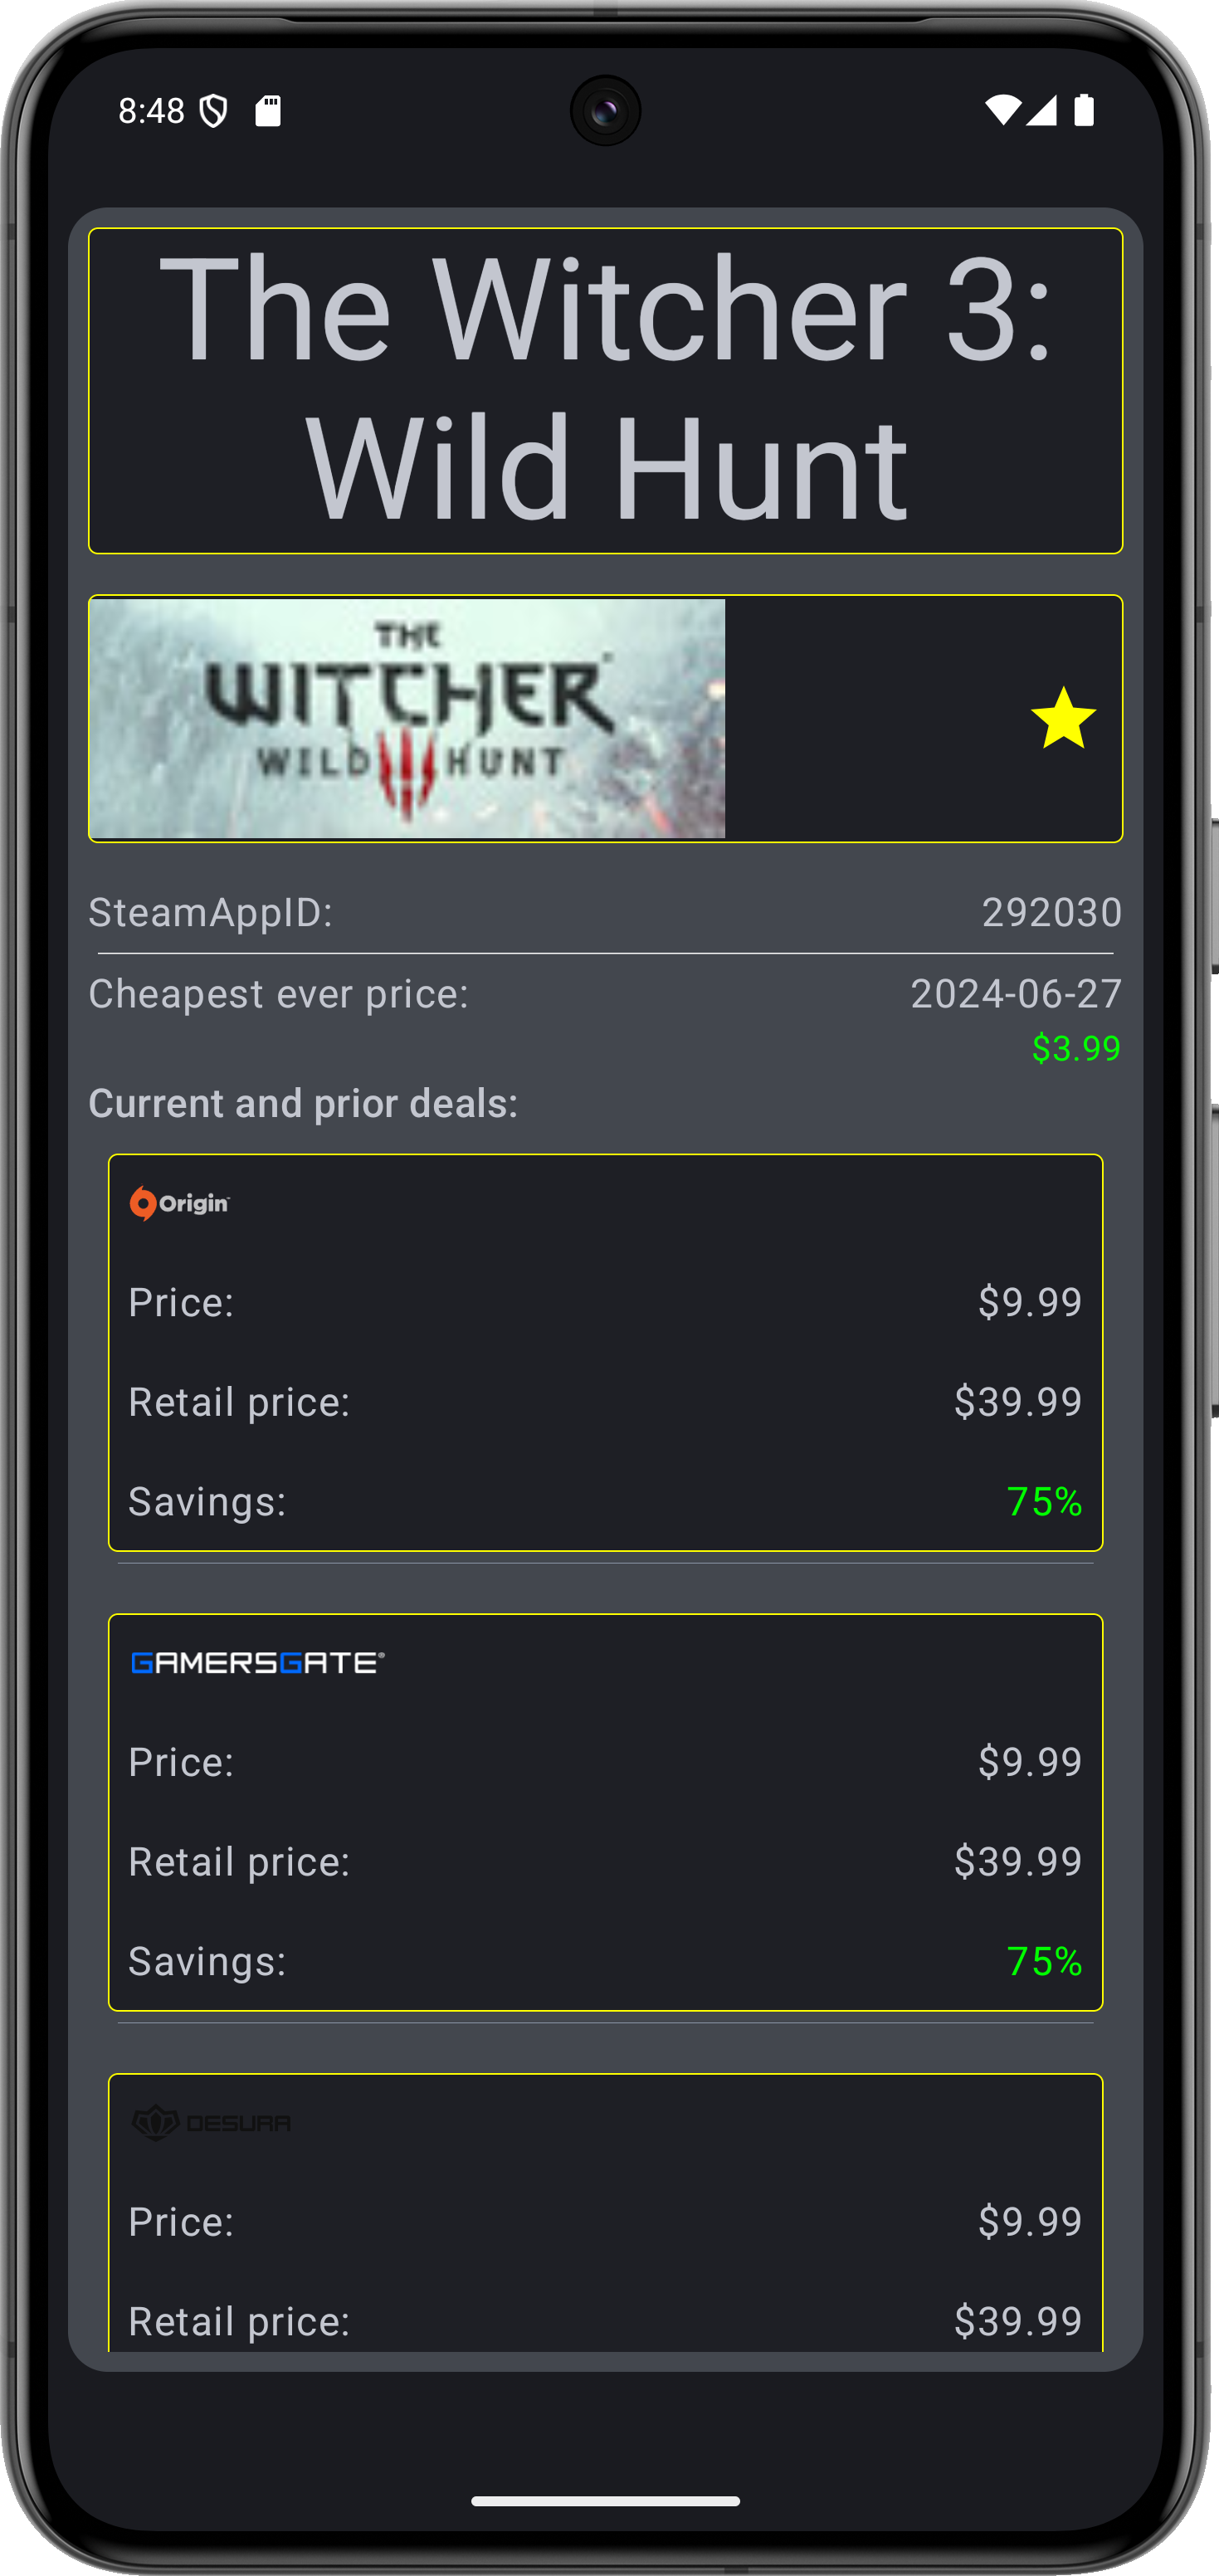 8:48
The Witcher 3:
Wild Hunt
THE
WITCHER
WILD HUNT
SteamAppID: 292030
Cheapest ever price: 2024-06-27
$3.99
Current and prior deals:
Origin
Price: $9.99
Retail price: $39.99
Savings: 75%
GAMERSGATE®
Price: $9.99
Retail price: $39.99
Savings: 75%
DESURA
Price: $9.99
Retail price: $39.99